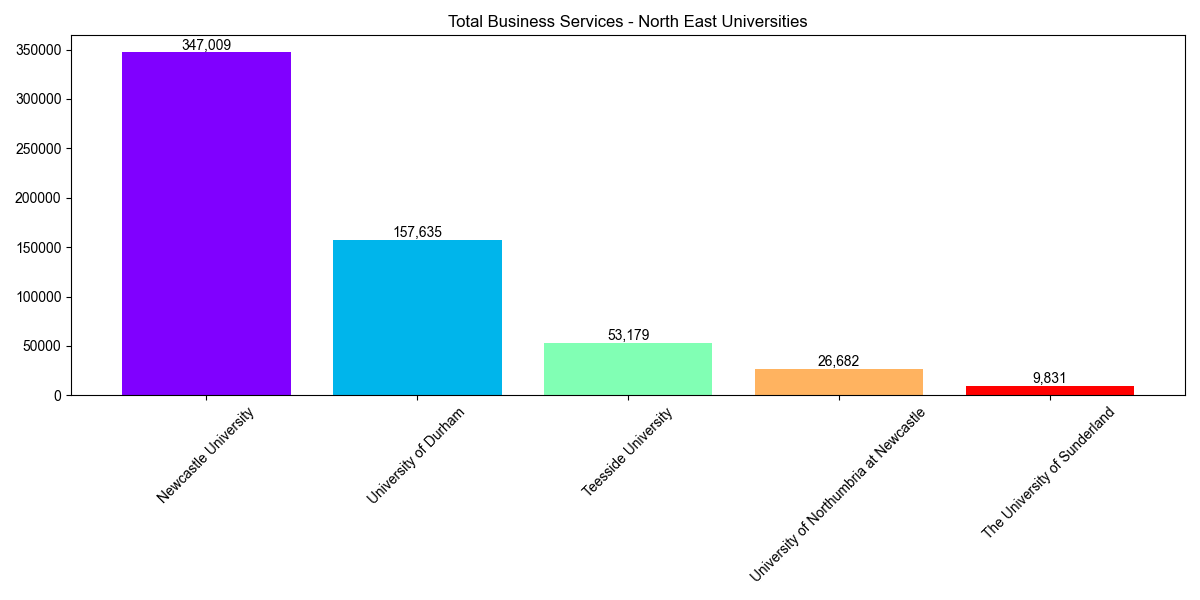 Total Business Services - North East Universities
350000
300000
250000
200000
150000
100000
50000
0
347,009
157,635
53,179
26,682
9,831
Newcastle University
University of Durham
Teesside University
University of Northumbria at Newcastle
The University of Sunderland